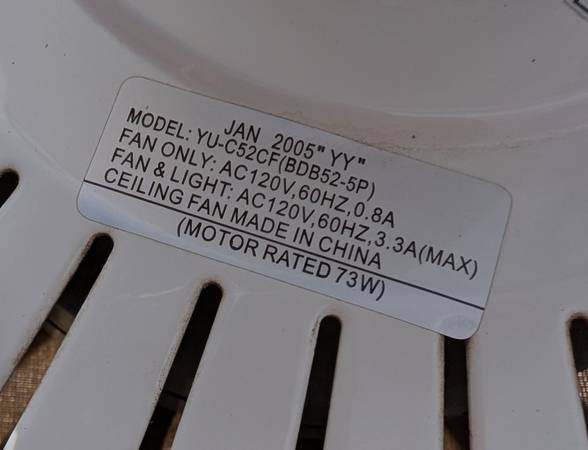 JAN 2005" YY"
MODEL: YU-C52CF(BDB52-5P)
FAN ONLY: AC120V,60HZ,0.8A
FAN & LIGHT: AC120V,60HZ,3.3A(MAX)
CEILING FAN MADE IN CHINA
(MOTOR RATED 73W)